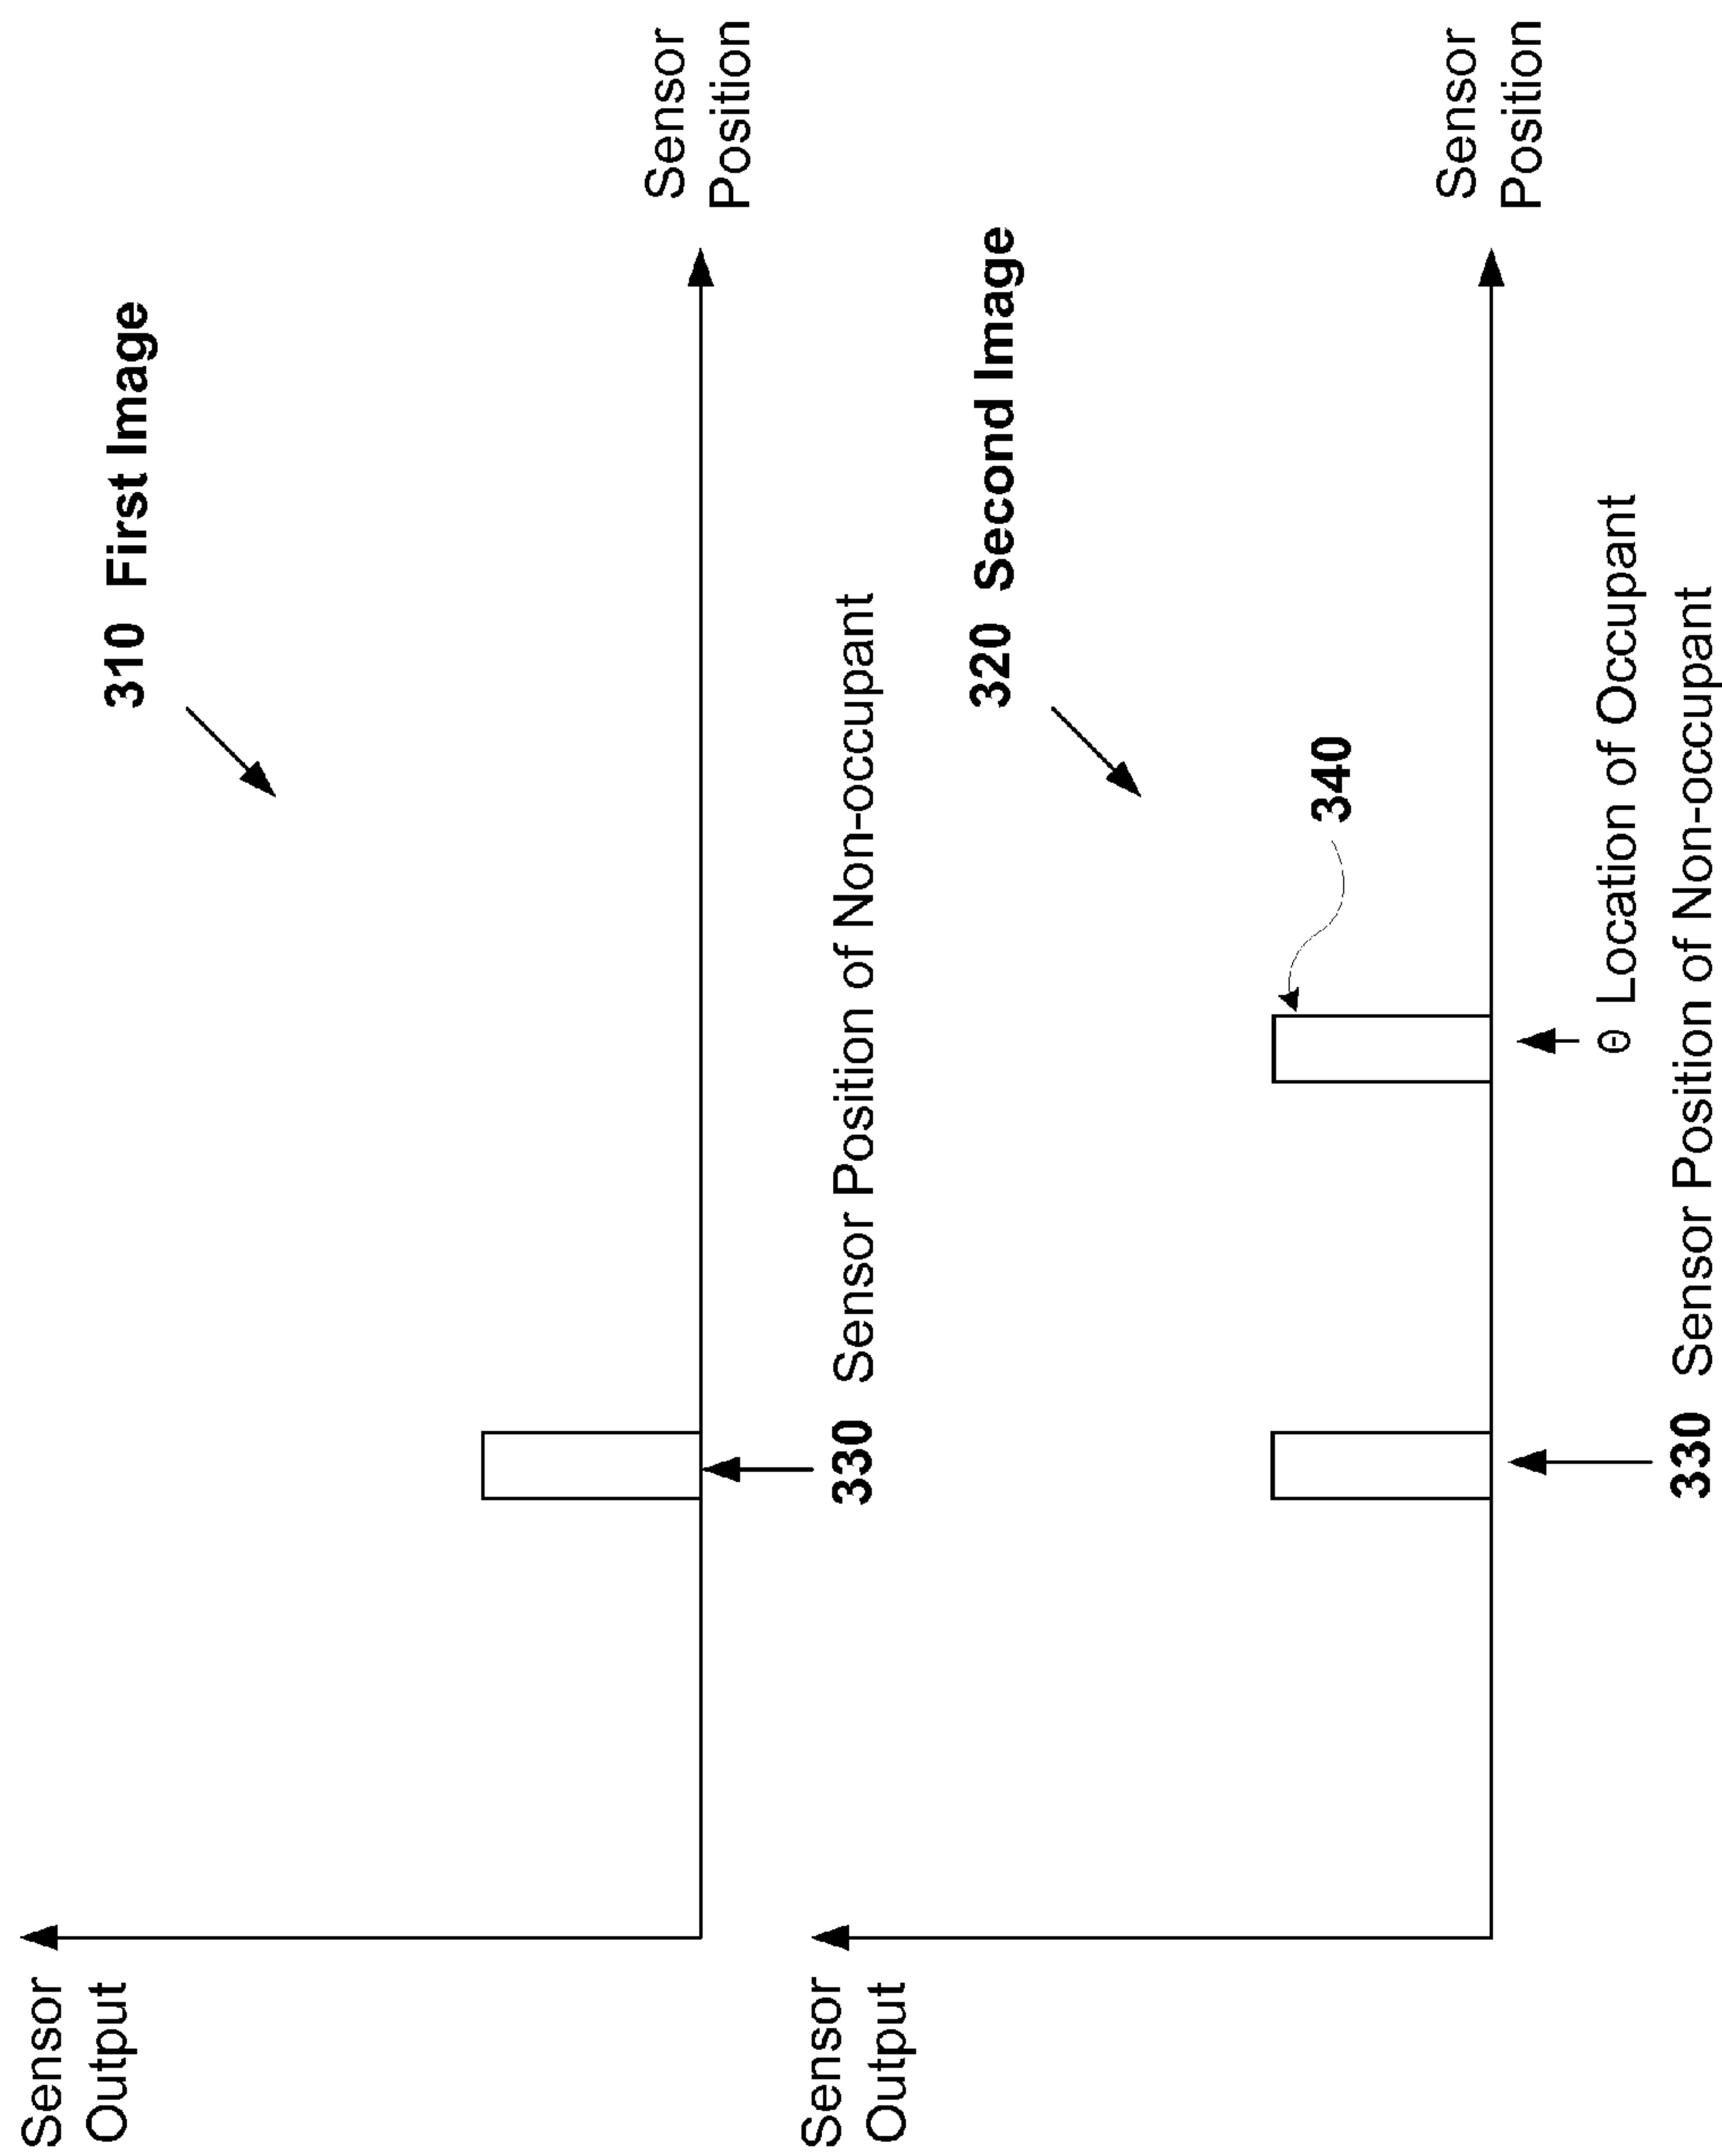 Sensor
Output
310 First Image
Sensor
Position
330 Sensor Position of Non-occupant
Sensor
Output
320 Second Image
340
Sensor
Position
θ Location of Occupant
330 Sensor Position of Non-occupant